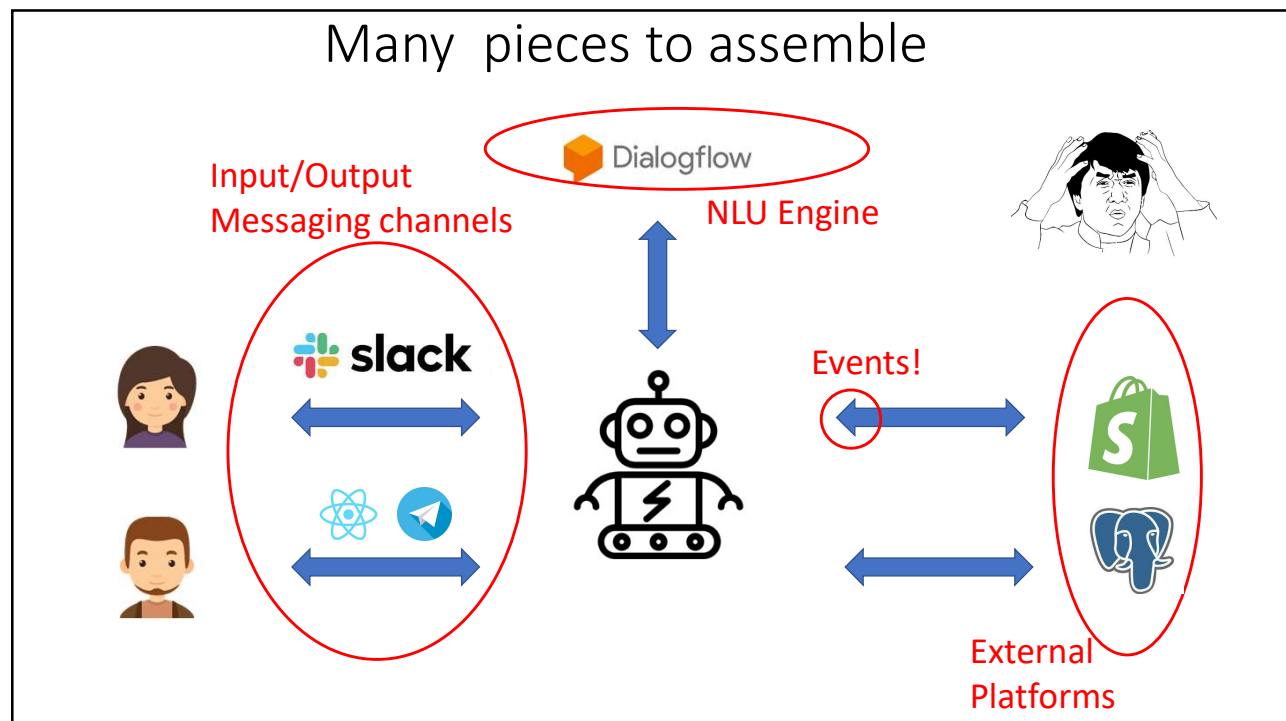 Many  pieces to assemble
Dialogflow
Input/Output
Messaging channels
NLU Engine
slack
Events!
S
External
Platforms